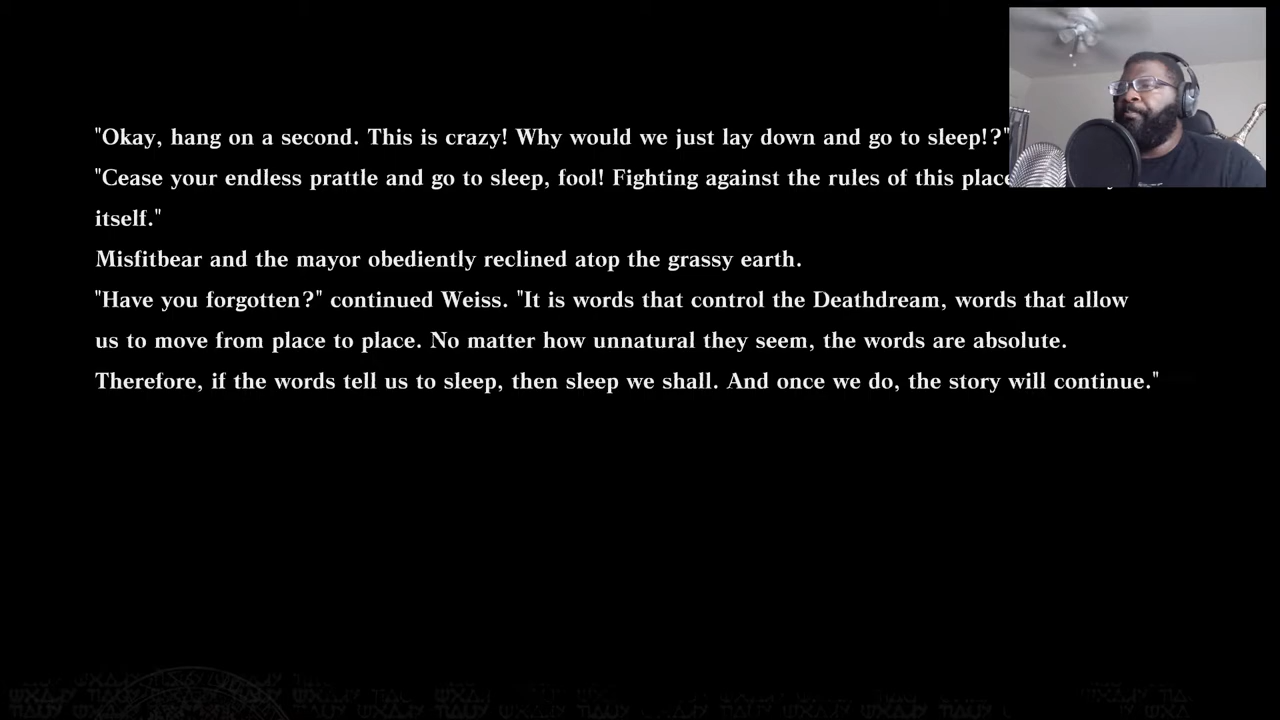 "Okay, hang on a second. This is crazy! Why would we just lay down and go to sleep!?"
"Cease your endless prattle and go to sleep, fool! Fighting against the rules of this place
itself."
Misfitbear and the mayor obediently reclined atop the grassy earth.
"Have you forgotten?" continued Weiss. "It is words that control the Deathdream, words that allow
us to move from place to place. No matter how unnatural they seem, the words are absolute.
Therefore, if the words tell us to sleep, then sleep we shall. And once we do, the story will continue."